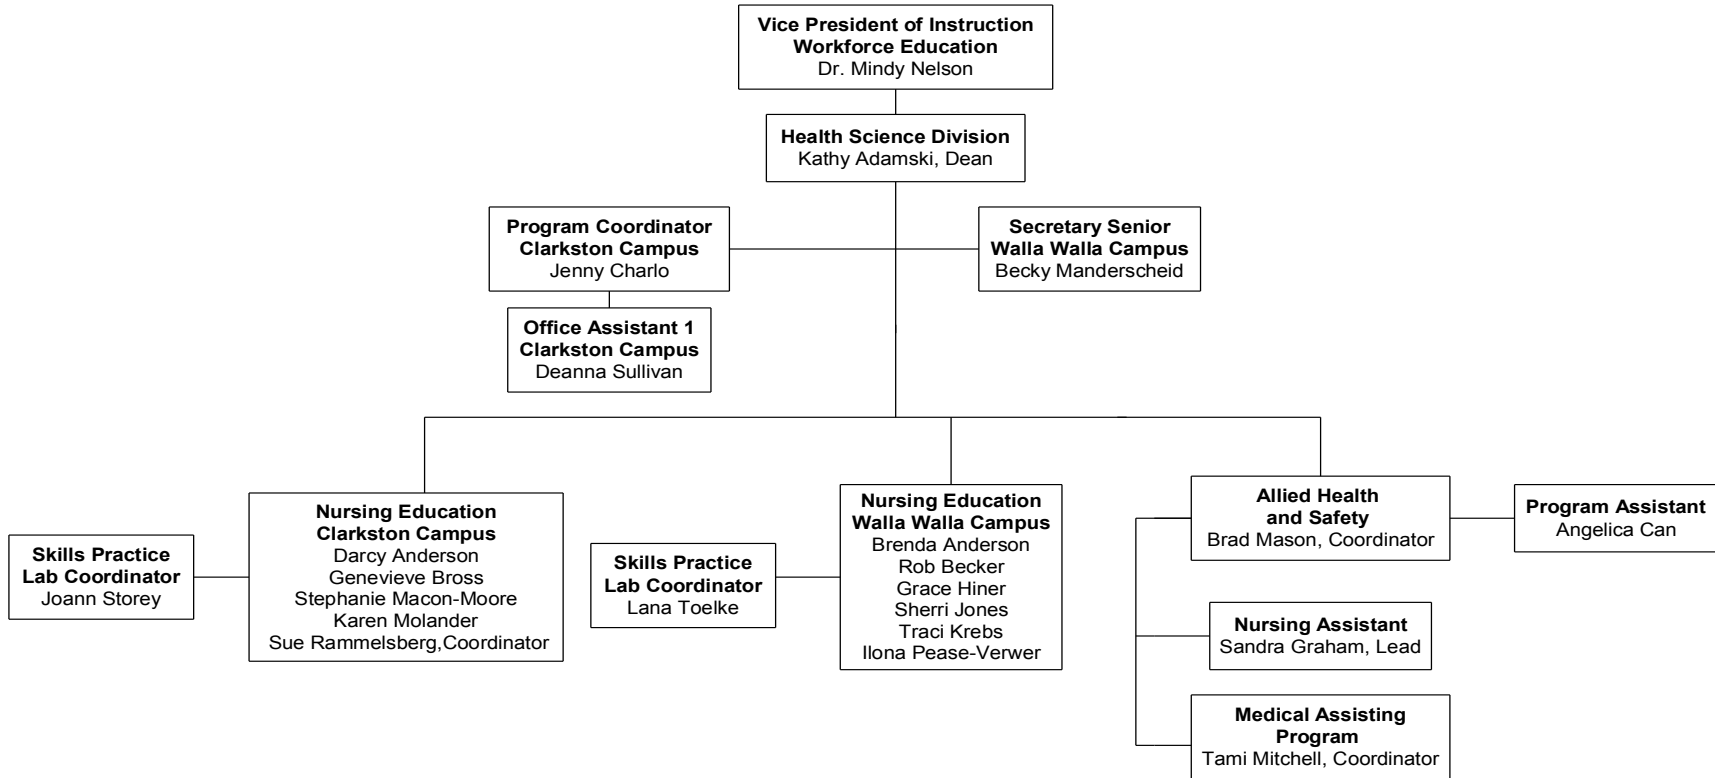 Vice President of Instruction
Workforce Education
Dr. Mindy Nelson
Health Science Division
Kathy Adamski, Dean
Program Coordinator
Clarkston Campus
Jenny Charlo
Secretary Senior
Walla Walla Campus
Becky Manderscheid
Office Assistant 1
Clarkston Campus
Deanna Sullivan
Skills Practice
Lab Coordinator
Joann Storey
Nursing Education
Clarkston Campus
Darcy Anderson
Genevieve Bross
Stephanie Macon-Moore
Karen Molander
Sue Rammelsberg,Coordinator
Skills Practice
Lab Coordinator
Lana Toelke
Nursing Education
Walla Walla Campus
Brenda Anderson
Rob Becker
Grace Hiner
Sherri Jones
Traci Krebs
Ilona Pease-Verwer
Allied Health
and Safety
Brad Mason, Coordinator
Program Assistant
Angelica Can
Nursing Assistant
Sandra Graham, Lead
Medical Assisting
Program
Tami Mitchell, Coordinator